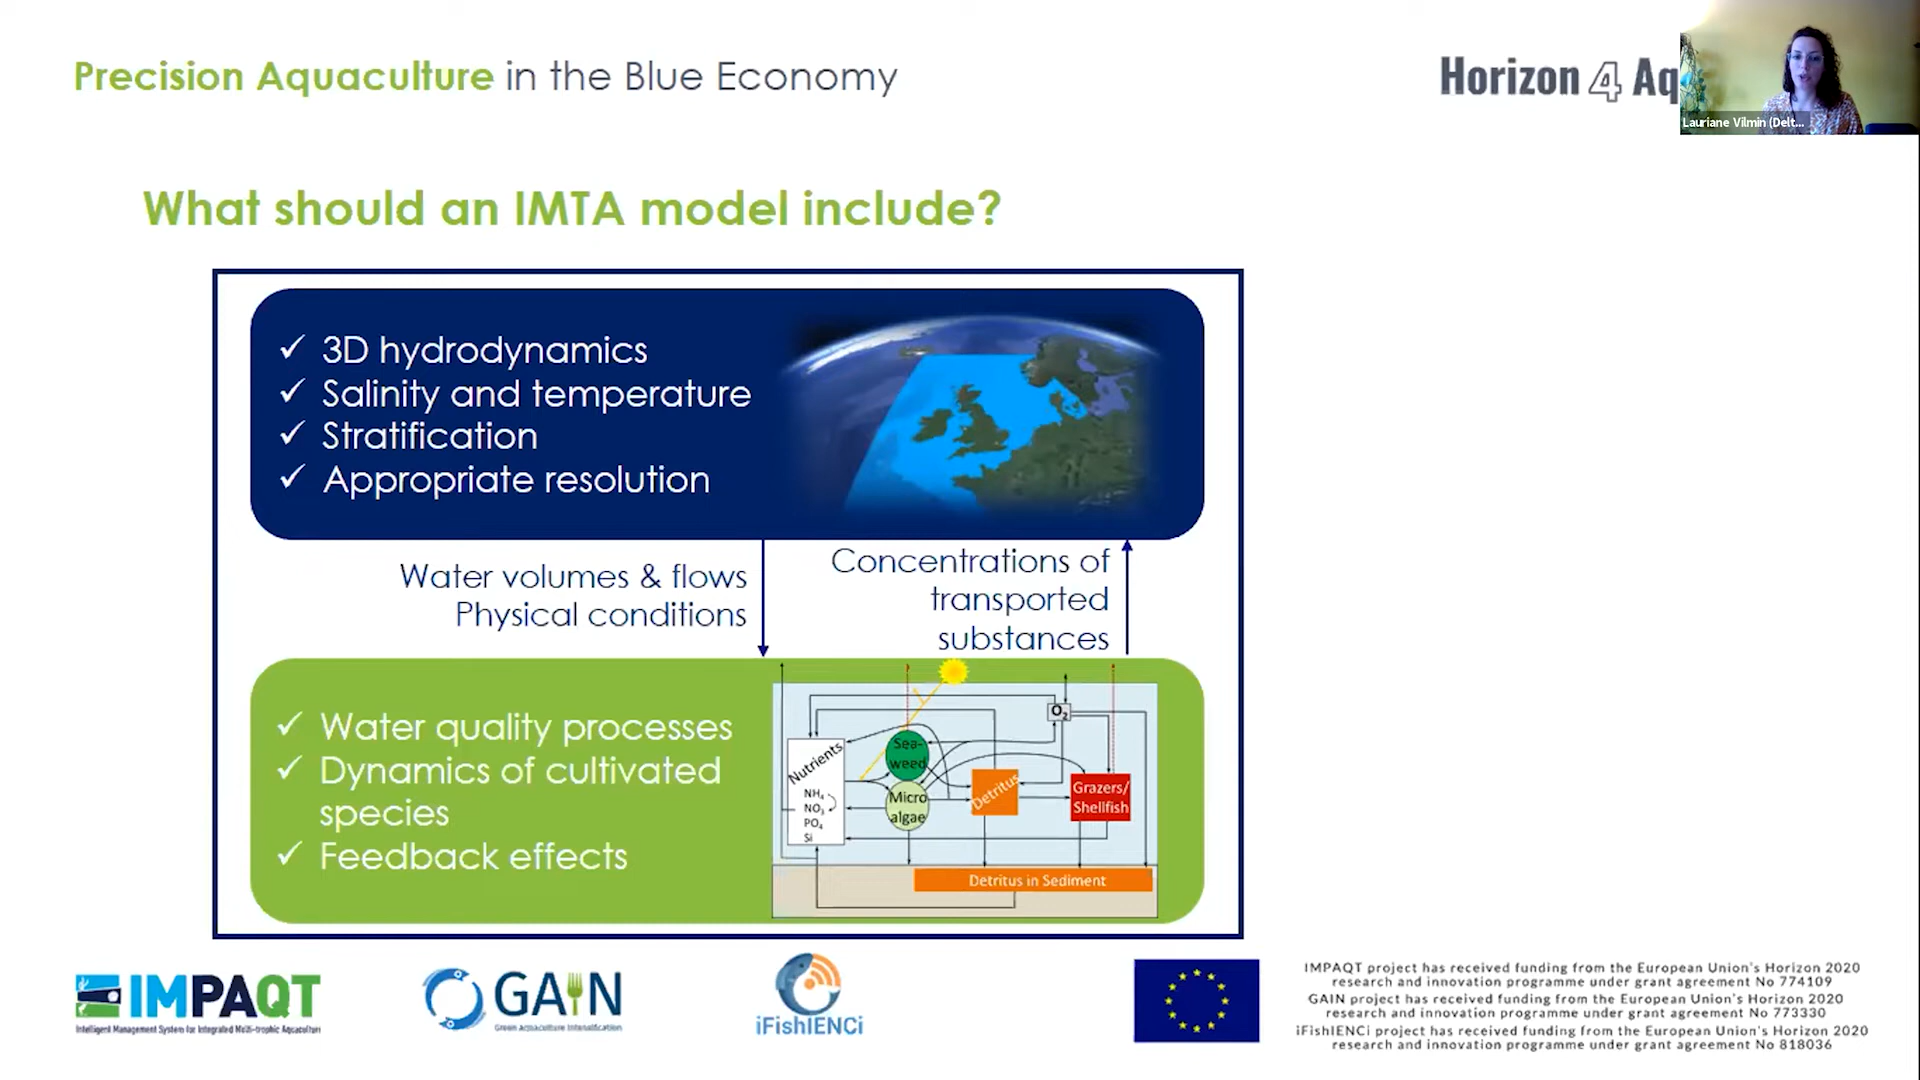 Precision Aquaculture in the Blue Economy
Horizon 4 Aq
Lauriane Vilmin (Delt...
What should an IMTA model include?
✓ 3D hydrodynamics
✓ Salinity and temperature
✓ Stratification
✓ Appropriate resolution
Water volumes & flows
Physical conditions
Concentrations of
transported
substances
✓ Water quality processes
✓ Dynamics of cultivated
species
✓ Feedback effects
O2
Nutrients
NH4
NO3
PO4
Si
Sea-
weed
Micro
algae
Detritus
Grazers/
Shellfish
Detritus in Sediment
IMPAQT
Intelligent Management System for Integrated Multi-trophic Aquaculture
GAIN
Green Aquaculture Intensification
iFishIENCi
IMPAQT project has received funding from the European Union's Horizon 2020
research and innovation programme under grant agreement No 774109
GAIN project has received funding from the European Union's Horizon 2020
research and innovation programme under grant agreement No 773330
iFishIENCi project has received funding from the European Union's Horizon 2020
research and innovation programme under grant agreement No 818036